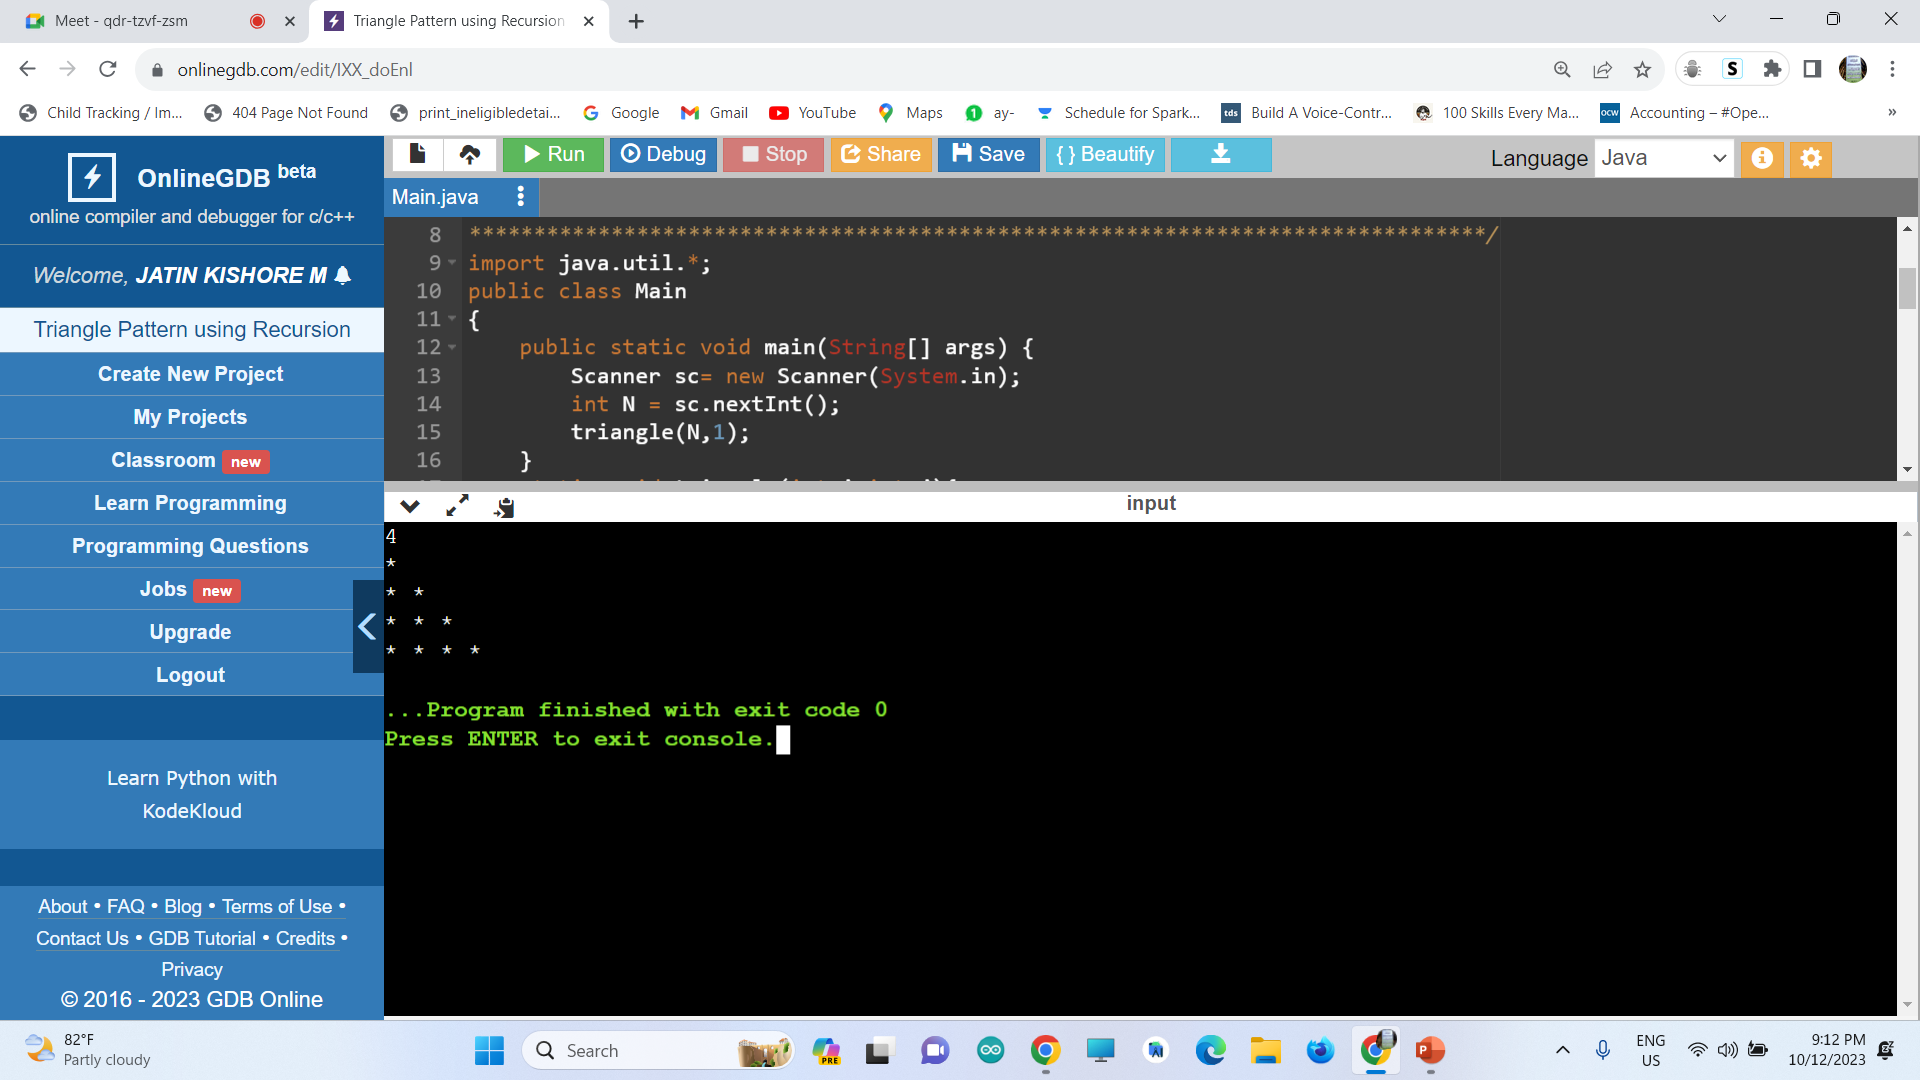 Meet - qdr-tzvf-zsm
Triangle Pattern using Recursion
onlinegdb.com/edit/IXX_doEnl
Child Tracking / Im...
404 Page Not Found
print_ineligibledetai...
Google
Gmail
YouTube
Maps
1 ay-
Schedule for Spark...
tds Build A Voice-Contr...
100 Skills Every Ma...
OCW Accounting – #Ope...
»
OnlineGDB beta
online compiler and debugger for c/c++
Welcome, JATIN KISHORE M
Triangle Pattern using Recursion
Create New Project
My Projects
Classroom new
Learn Programming
Programming Questions
Jobs new
Upgrade
Logout
Learn Python with
KodeKloud
About • FAQ • Blog • Terms of Use •
Contact Us • GDB Tutorial • Credits •
Privacy
© 2016 - 2023 GDB Online
Run
Debug
Stop
Share
Save
{ } Beautify
Language Java
Main.java
8 *******************************************************************************/
9 import java.util.*;
10 public class Main
11 {
12 public static void main(String[] args) {
13 Scanner sc= new Scanner(System.in);
14 int N = sc.nextInt();
15 triangle(N,1);
16 }
input
4
*
* *
* * *
* * * *
...Program finished with exit code 0
Press ENTER to exit console.
82°F
Partly cloudy
Search
PRE
ENG
US
9:12 PM
10/12/2023